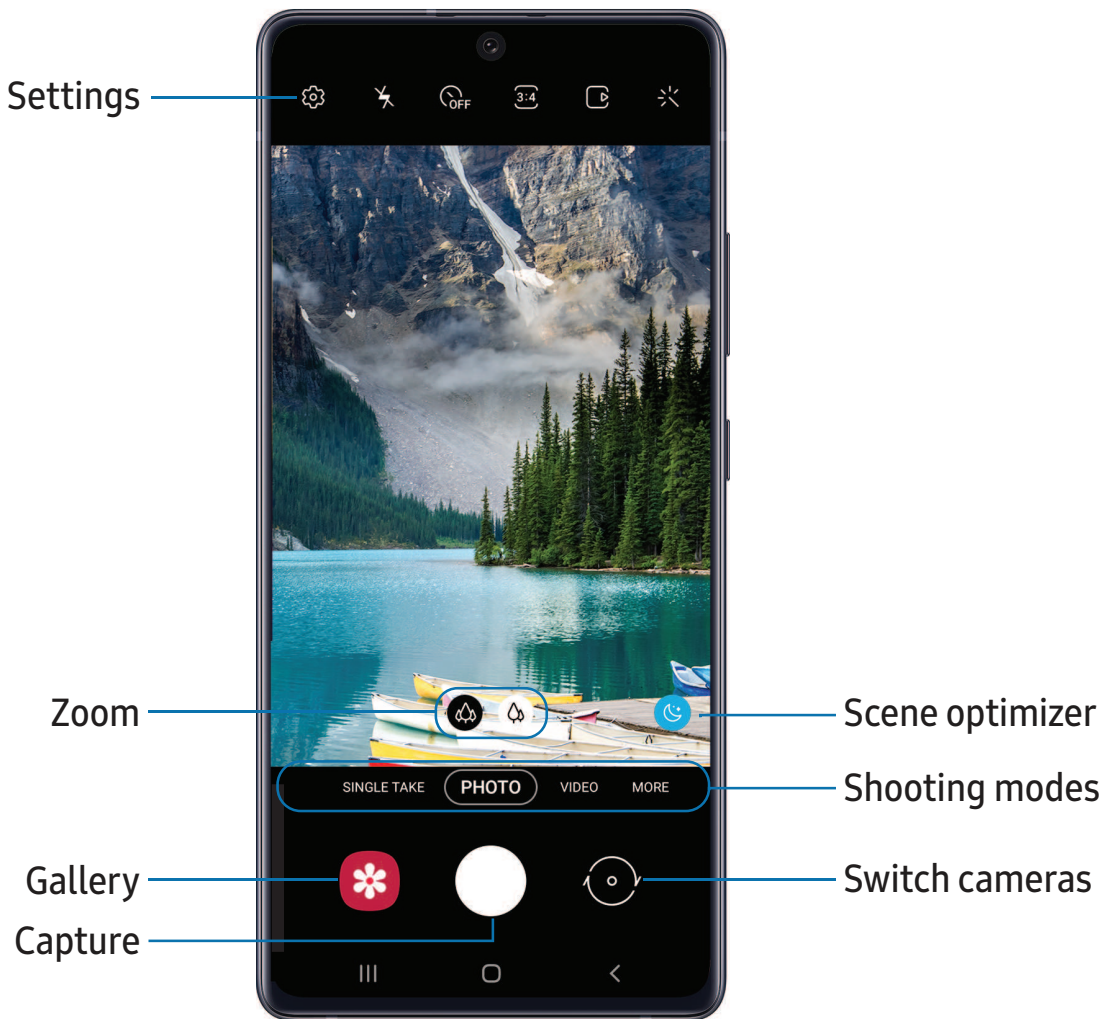 Settings
OFF
3:4
Zoom
Scene optimizer
SINGLE TAKE
PHOTO
VIDEO
MORE
Shooting modes
Gallery
Switch cameras
Capture